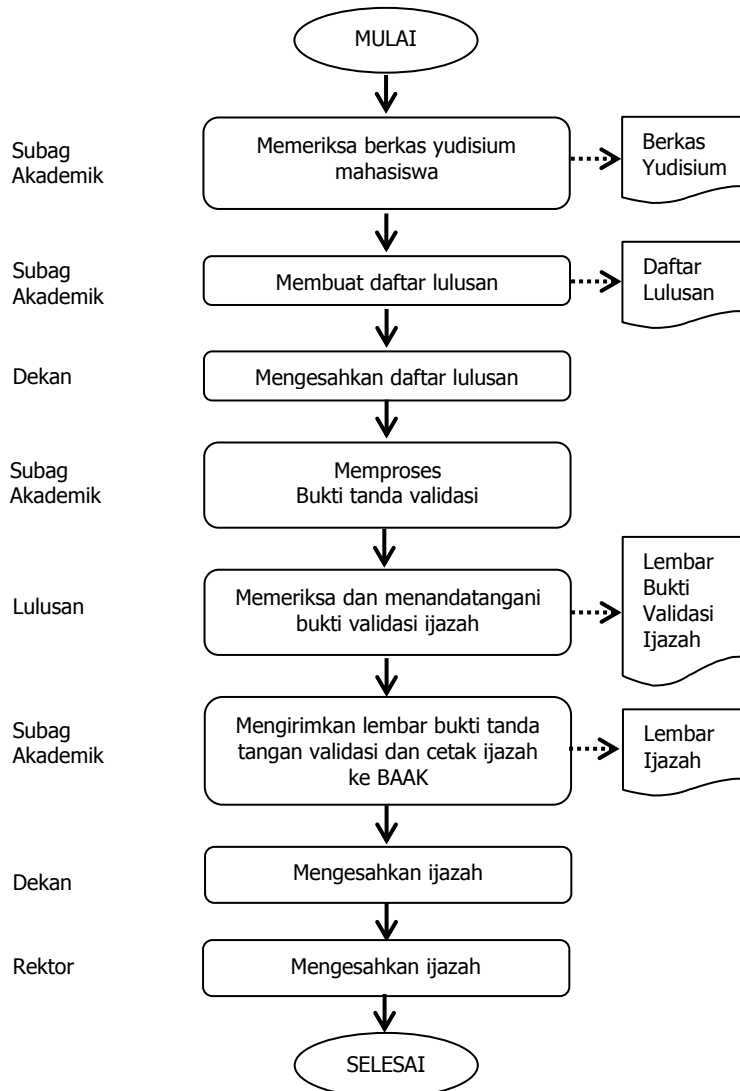 MULAI
Subag
Akademik
Memeriksa berkas yudisium
mahasiswa
Berkas
Yudisium
Subag
Akademik
Membuat daftar lulusan
Daftar
Lulusan
Dekan
Mengesahkan daftar lulusan
Subag
Akademik
Memproses
Bukti tanda validasi
Lulusan
Memeriksa dan menandatangani
bukti validasi ijazah
Lembar
Bukti
Validasi
Ijazah
Subag
Akademik
Mengirimkan lembar bukti tanda
tangan validasi dan cetak ijazah
ke BAAK
Lembar
Ijazah
Dekan
Mengesahkan ijazah
Rektor
Mengesahkan ijazah
SELESAI